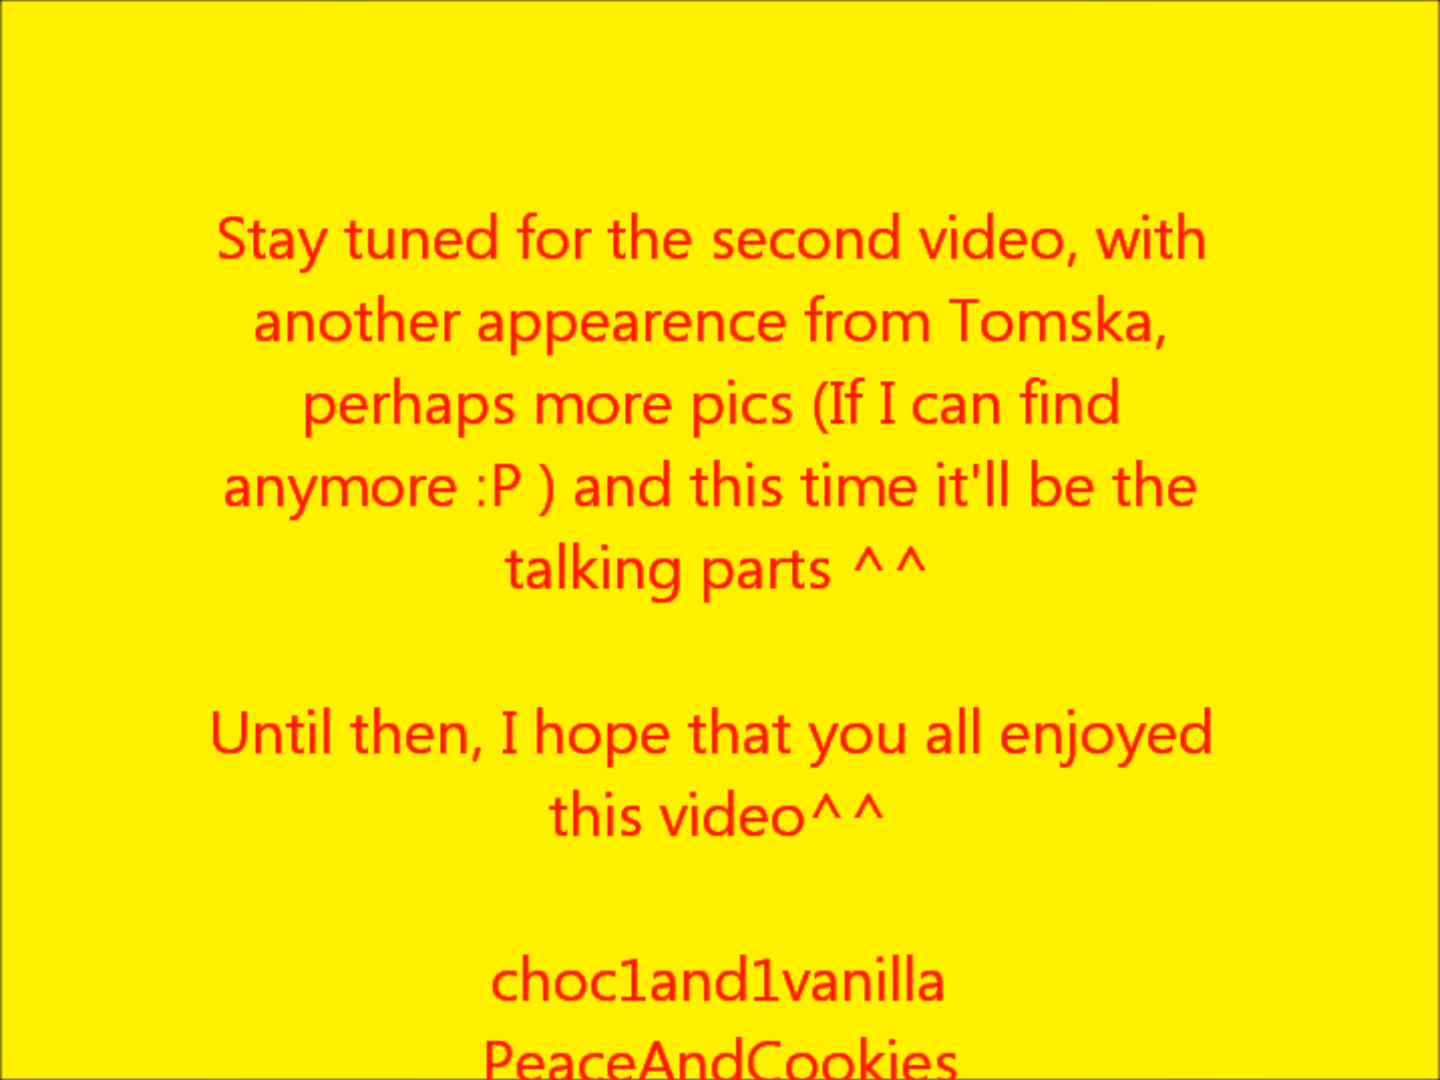 Stay tuned for the second video, with
another appearence from Tomska,
perhaps more pics (If I can find
anymore :P ) and this time it'll be the
talking parts ^^
Until then, I hope that you all enjoyed
this video^^
choc1and1vanilla
PeaceAndCookies